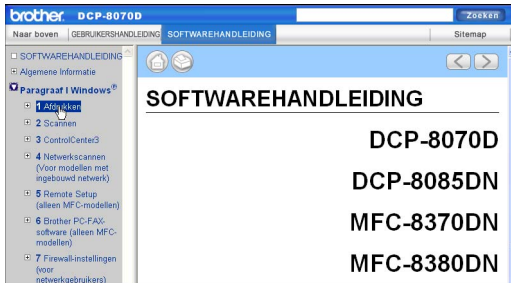 brother. DCP-8070D
Zoeken
Naar boven GEBRUIKERSHANDLEIDING SOFTWAREHANDLEIDING Sitemap
SOFTWAREHANDLEIDING
Algemene Informatie
Paragraaf I Windows®
1 Afdrukken
2 Scannen
3 ControlCenter3
4 Netwerkscannen
(Voor modellen met
ingebouwd netwerk)
5 Remote Setup
(alleen MFC-modellen)
6 Brother PC-FAX-
software (alleen MFC-
modellen)
7 Firewall-instellingen
(voor
netwerkgebruikers)
SOFTWAREHANDLEIDING
DCP-8070D
DCP-8085DN
MFC-8370DN
MFC-8380DN